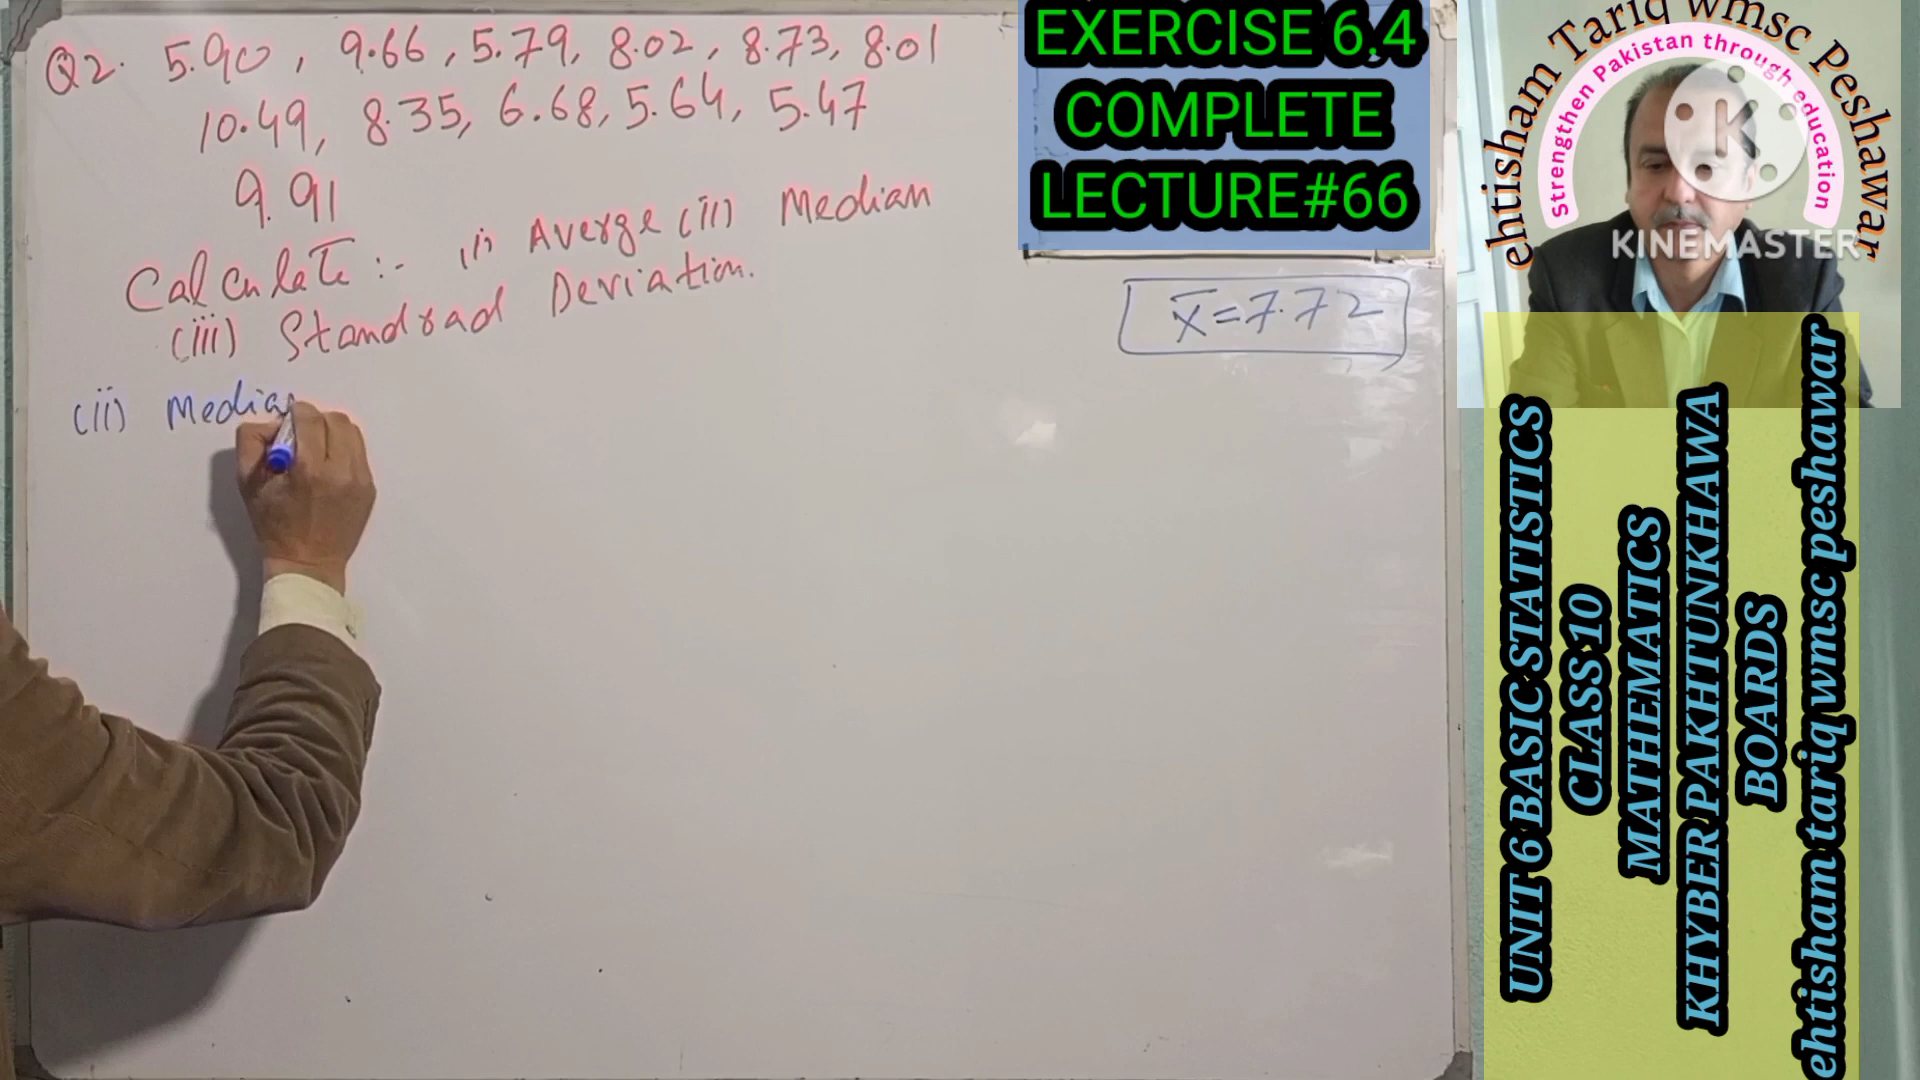 Q2. 5.90, 9.66, 5.79, 8.02, 8.73, 8.01
10.49, 8.35, 6.68, 5.64, 5.47
9.91
Calculate:- (i) Averge (ii) Median
(iii) Standrad Deviation.
x̄=7.72
(ii) Median
EXERCISE 6.4
COMPLETE
LECTURE#66
ehtisham Tariq wmsc Peshawar
Strengthen Pakistan through education
K
KINEMASTER
UNIT 6 BASIC STATISTICS
CLASS 10
MATHEMATICS
KHYBER PAKHTUNKHAWA
BOARDS
ehtisham tariq wmsc peshawar